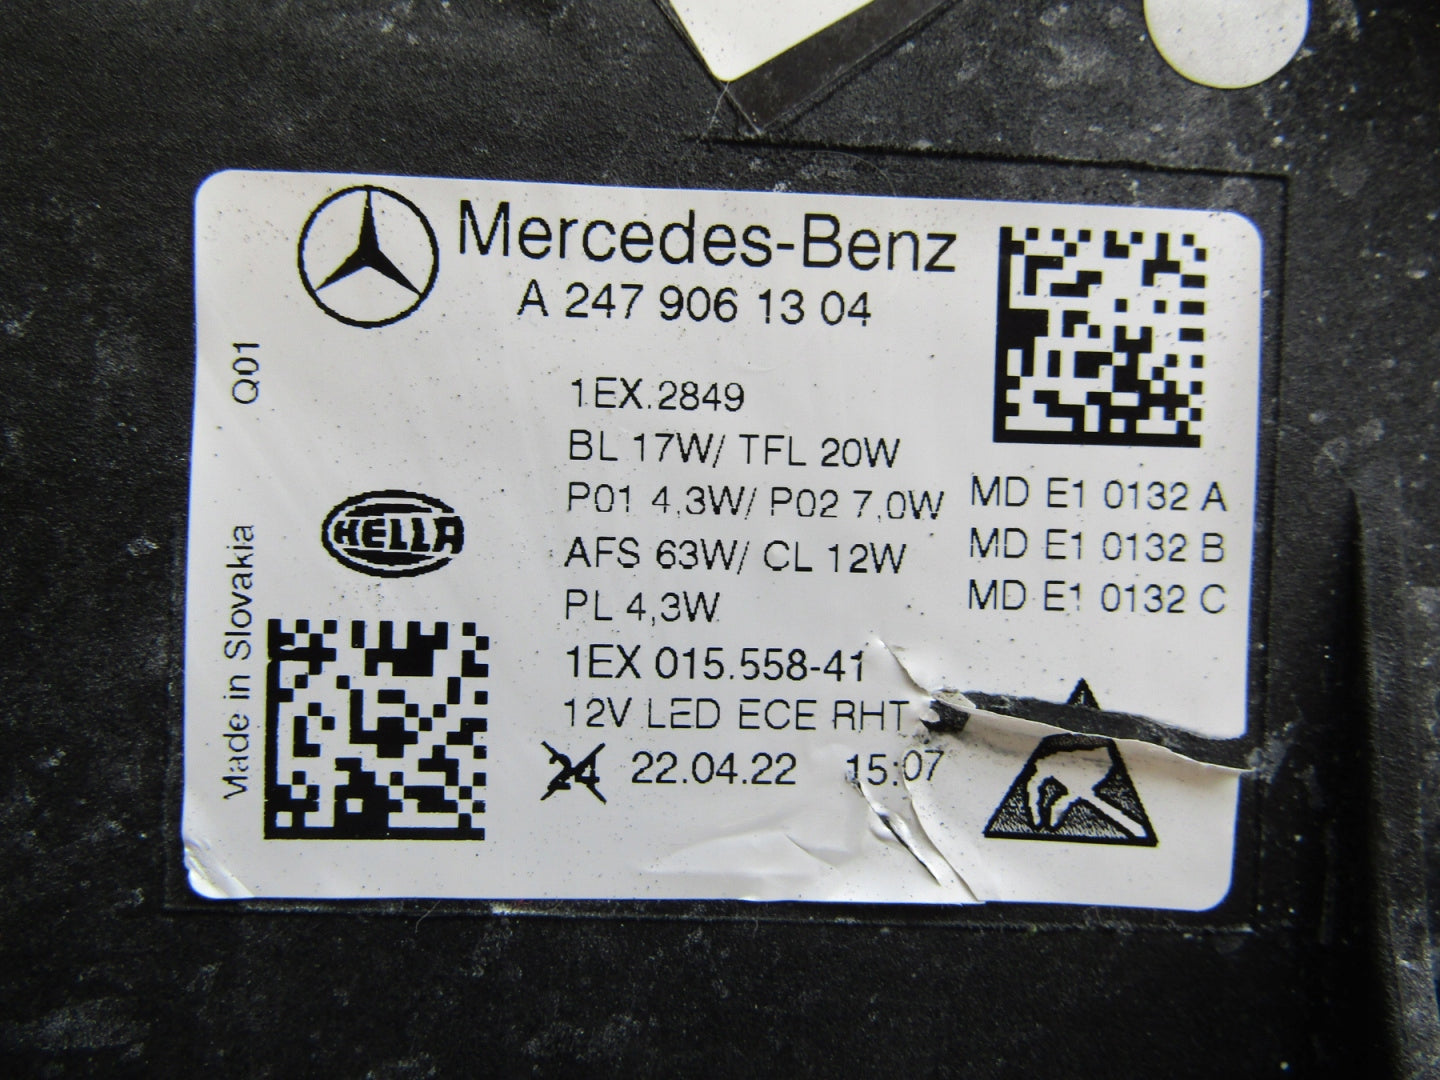 Mercedes-Benz
A 247 906 13 04
Q01
1EX.2849
BL 17W/ TFL 20W
P01 4,3W/ P02 7,0W
AFS 63W/ CL 12W
PL 4,3W
MD E1 0132 A
MD E1 0132 B
MD E1 0132 C
HELLA
Made in Slovakia
1EX 015.558-41
12V LED ECE RHT
24 22.04.22 15:07